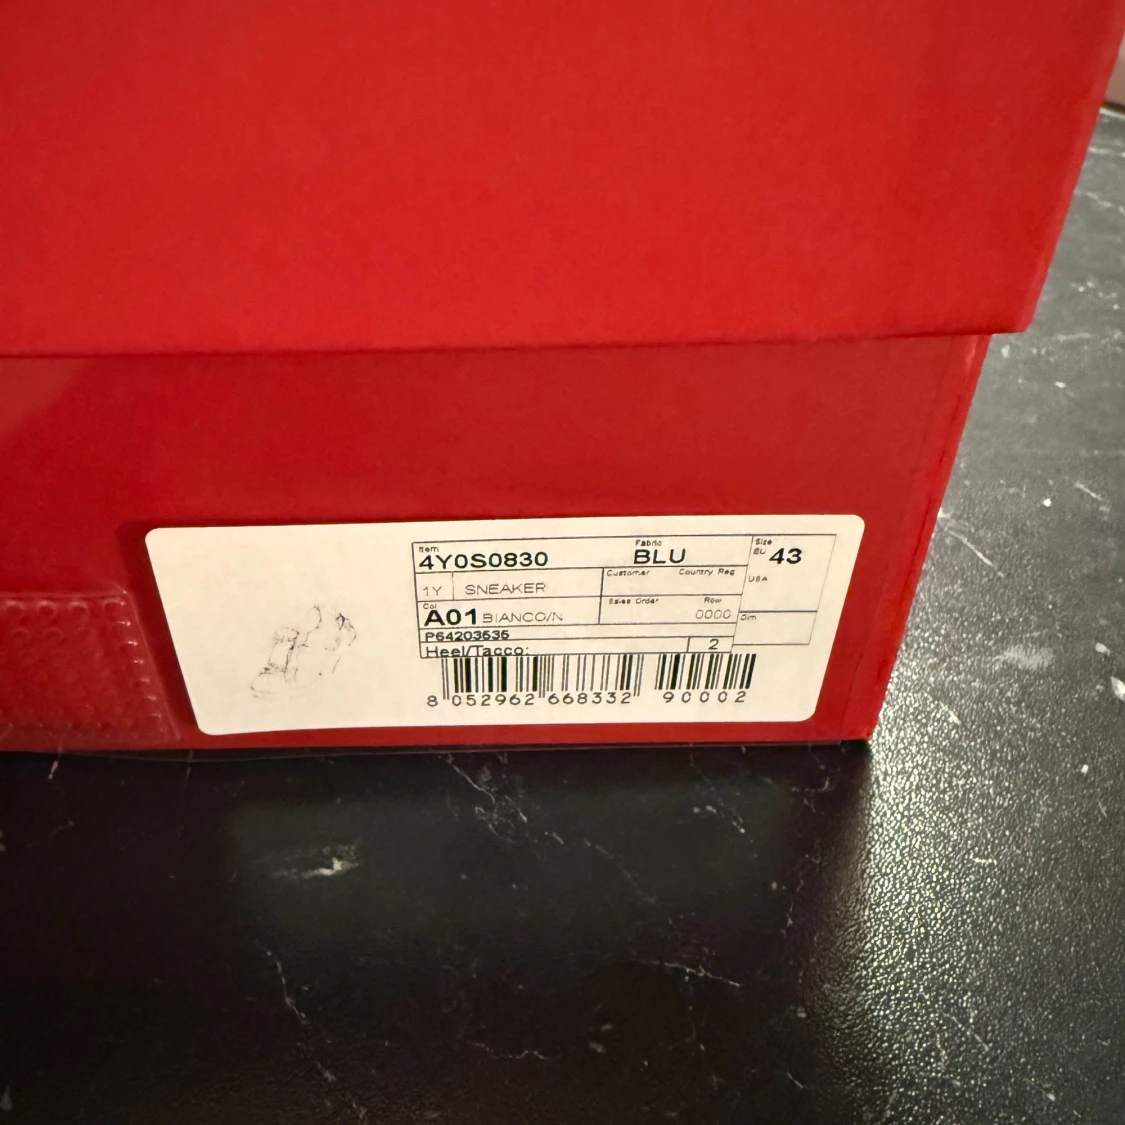 Item
4Y0S0830
Fabric
BLU
Size
EU 43
1Y SNEAKER
Customer Country Reg
USA
Col
A01 BIANCO/N
Sales Order Row
0000
Dim
P64203535
Heel/Tacco:
2
8 052962 668332 90002